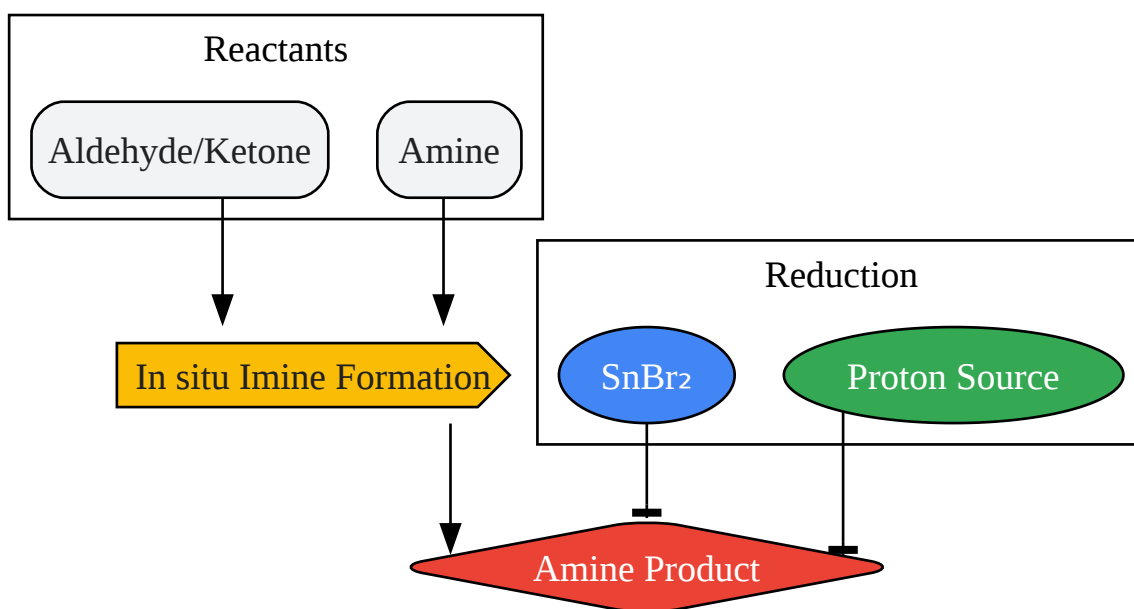 Reactants
Aldehyde/Ketone
Amine
Reduction
In situ Imine Formation
SnBr₂
Proton Source
Amine Product